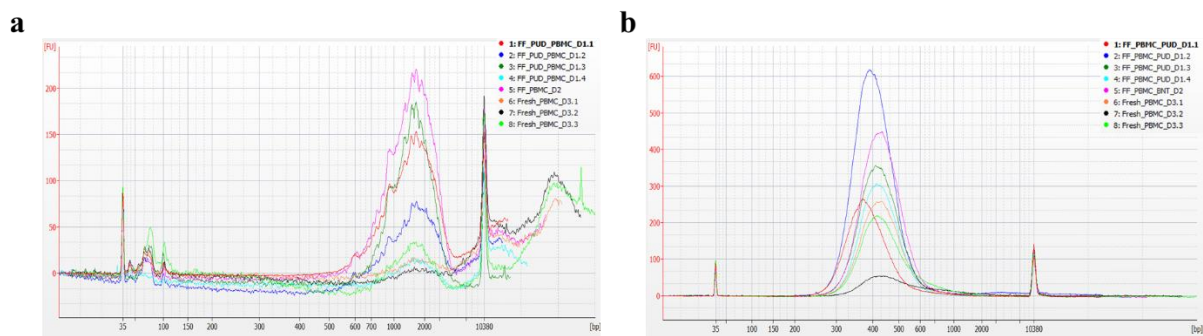 a
[FU]
200
150
100
50
0
35 100 200 300 400 500 600 700 1000 2000 10380 [bp]
1: FF_PUD_PBMC_D1.1
2: FF_PUD_PBMC_D1.2
3: FF_PUD_PBMC_D1.3
4: FF_PUD_PBMC_D1.4
5: FF_PBMC_D2
6: Fresh_PBMC_D3.1
7: Fresh_PBMC_D3.2
8: Fresh_PBMC_D3.3
b
[FU]
600
500
400
300
200
100
0
35 100 150 200 300 400 500 600 1000 2000 10380 [bp]
1: FF_PBMC_PUD_D1.1
2: FF_PBMC_PUD_D1.2
3: FF_PBMC_PUD_D1.3
4: FF_PBMC_PUD_D1.4
5: FF_PBMC_BNT_D2
6: Fresh_PBMC_D3.1
7: Fresh_PBMC_D3.2
8: Fresh_PBMC_D3.3